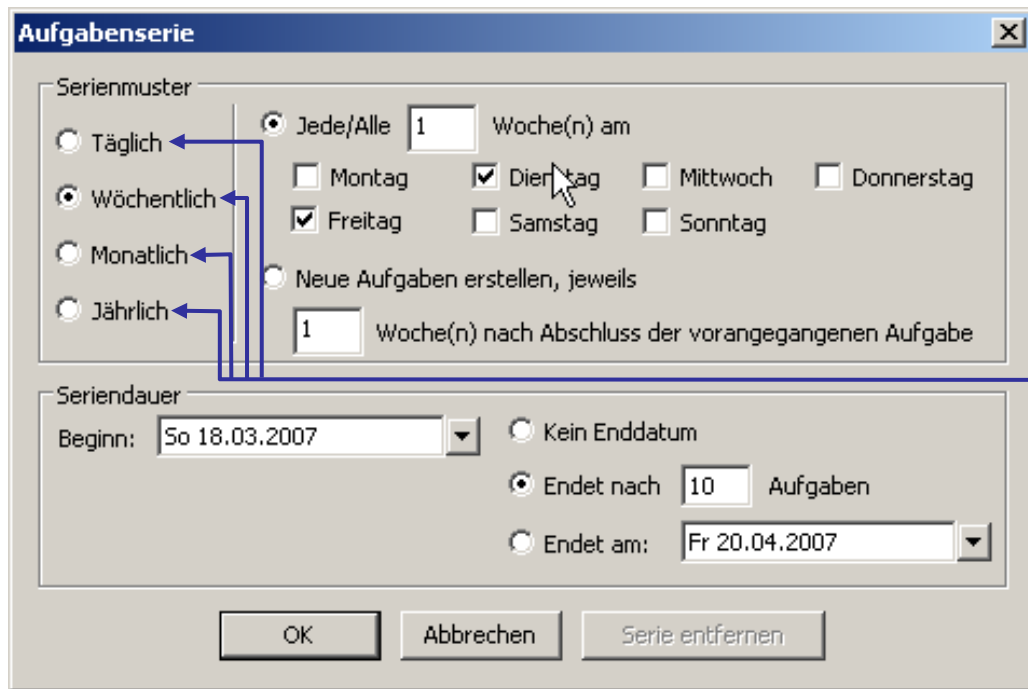 Aufgabenserie
Serienmuster
Täglich
Wöchentlich
Monatlich
Jährlich
Jede/Alle 1 Woche(n) am
Montag Dienstag Mittwoch Donnerstag
Freitag Samstag Sonntag
Neue Aufgaben erstellen, jeweils
1 Woche(n) nach Abschluss der vorangegangenen Aufgabe
Seriendauer
Beginn: So 18.03.2007
Kein Enddatum
Endet nach 10 Aufgaben
Endet am: Fr 20.04.2007
OK Abbrechen Serie entfernen